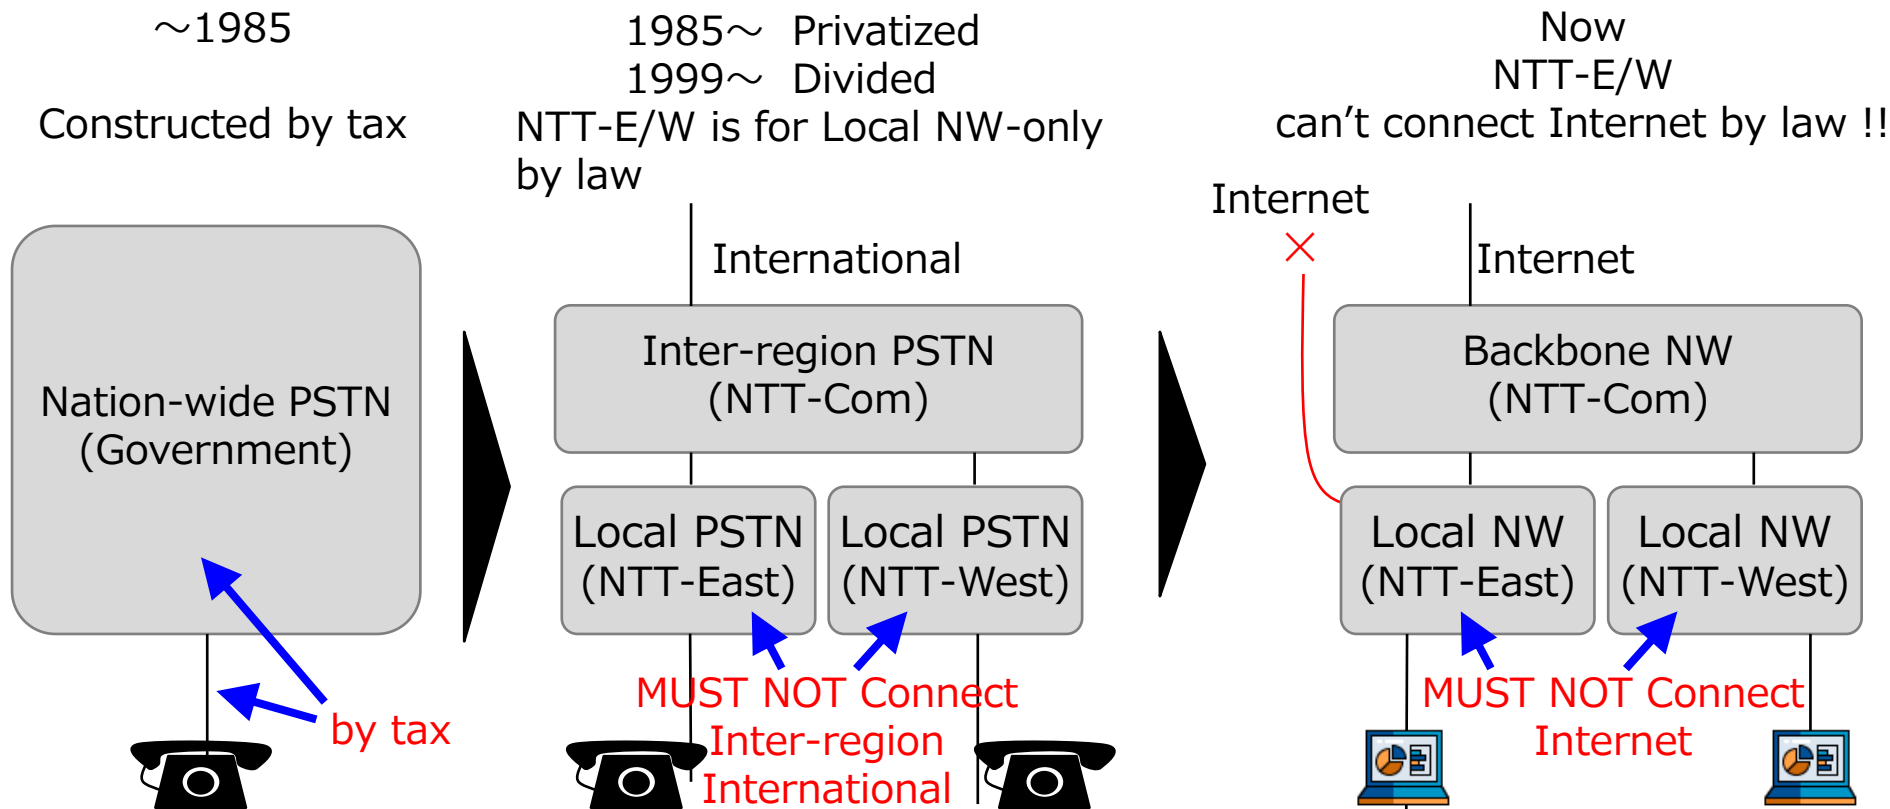 ～1985
Constructed by tax
Nation-wide PSTN
(Government)
by tax
1985～ Privatized
1999～ Divided
NTT-E/W is for Local NW-only
by law
International
Inter-region PSTN
(NTT-Com)
Local PSTN
(NTT-East)
Local PSTN
(NTT-West)
MUST NOT Connect
Inter-region
International
Now
NTT-E/W
can’t connect Internet by law !!
Internet
Internet
Backbone NW
(NTT-Com)
Local NW
(NTT-East)
Local NW
(NTT-West)
MUST NOT Connect
Internet